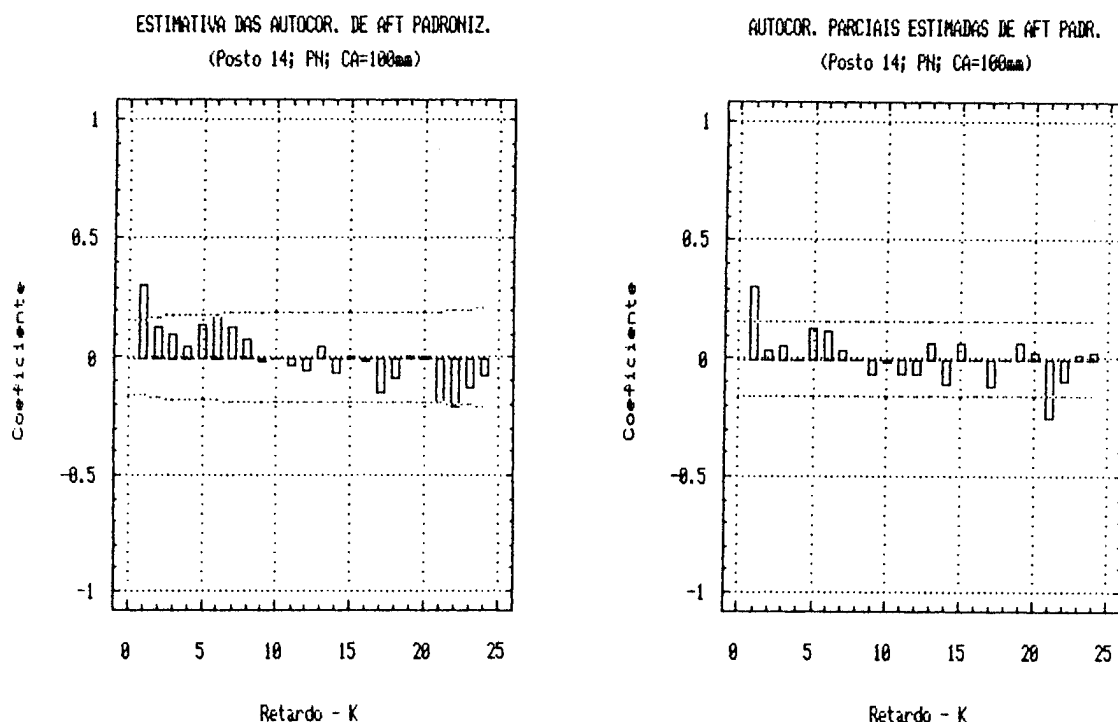 ESTIMATIVA DAS AUTOCOR. DE AFT PADRONIZ.
(Posto 14; PN; CA=100mm)
1
0.5
0
-0.5
-1
Coeficiente
0 5 10 15 20 25
Retardo - K
AUTOCOR. PARCIAIS ESTIMADAS DE AFT PADR.
(Posto 14; PN; CA=100mm)
1
0.5
0
-0.5
-1
Coeficiente
0 5 10 15 20 25
Retardo - K